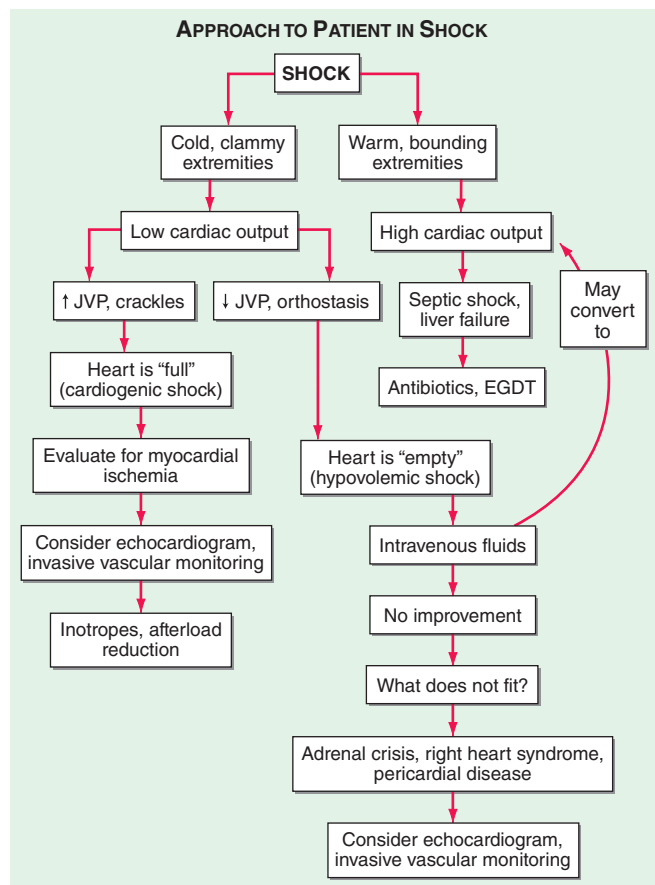 APPROACH TO PATIENT IN SHOCK
SHOCK
Cold, clammy
extremities
Warm, bounding
extremities
Low cardiac output
High cardiac output
↑ JVP, crackles
↓ JVP, orthostasis
Septic shock,
liver failure
May
convert
to
Heart is “full”
(cardiogenic shock)
Antibiotics, EGDT
Evaluate for myocardial
ischemia
Heart is “empty”
(hypovolemic shock)
Consider echocardiogram,
invasive vascular monitoring
Intravenous fluids
Inotropes, afterload
reduction
No improvement
What does not fit?
Adrenal crisis, right heart syndrome,
pericardial disease
Consider echocardiogram,
invasive vascular monitoring